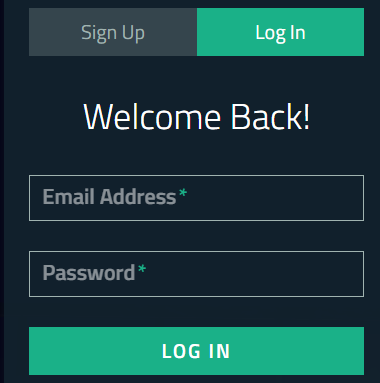 Sign Up
Log In
Welcome Back!
Email Address*
Password*
LOG IN